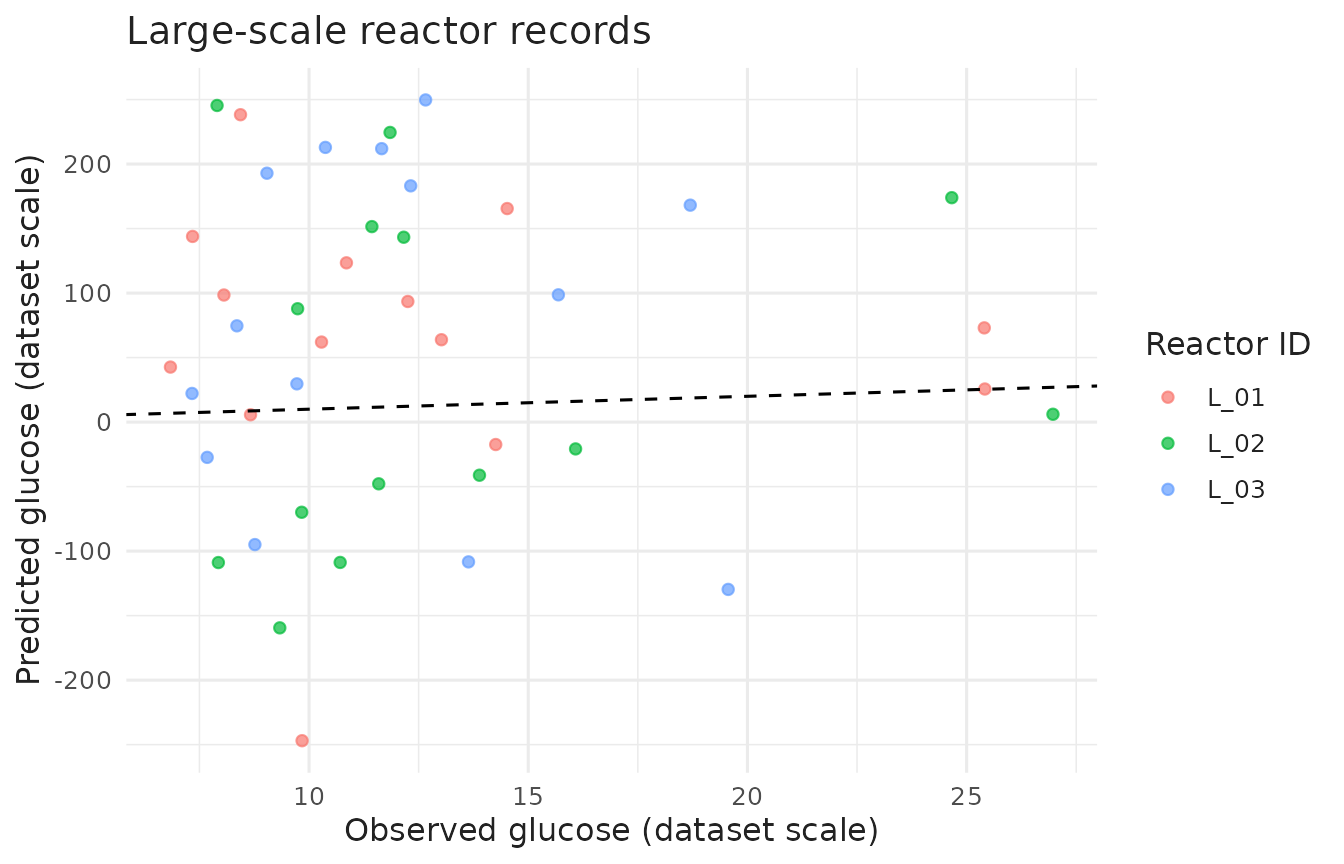 Large-scale reactor records
Predicted glucose (dataset scale)
200
100
0
-100
-200
10
15
20
25
Observed glucose (dataset scale)
Reactor ID
L_01
L_02
L_03